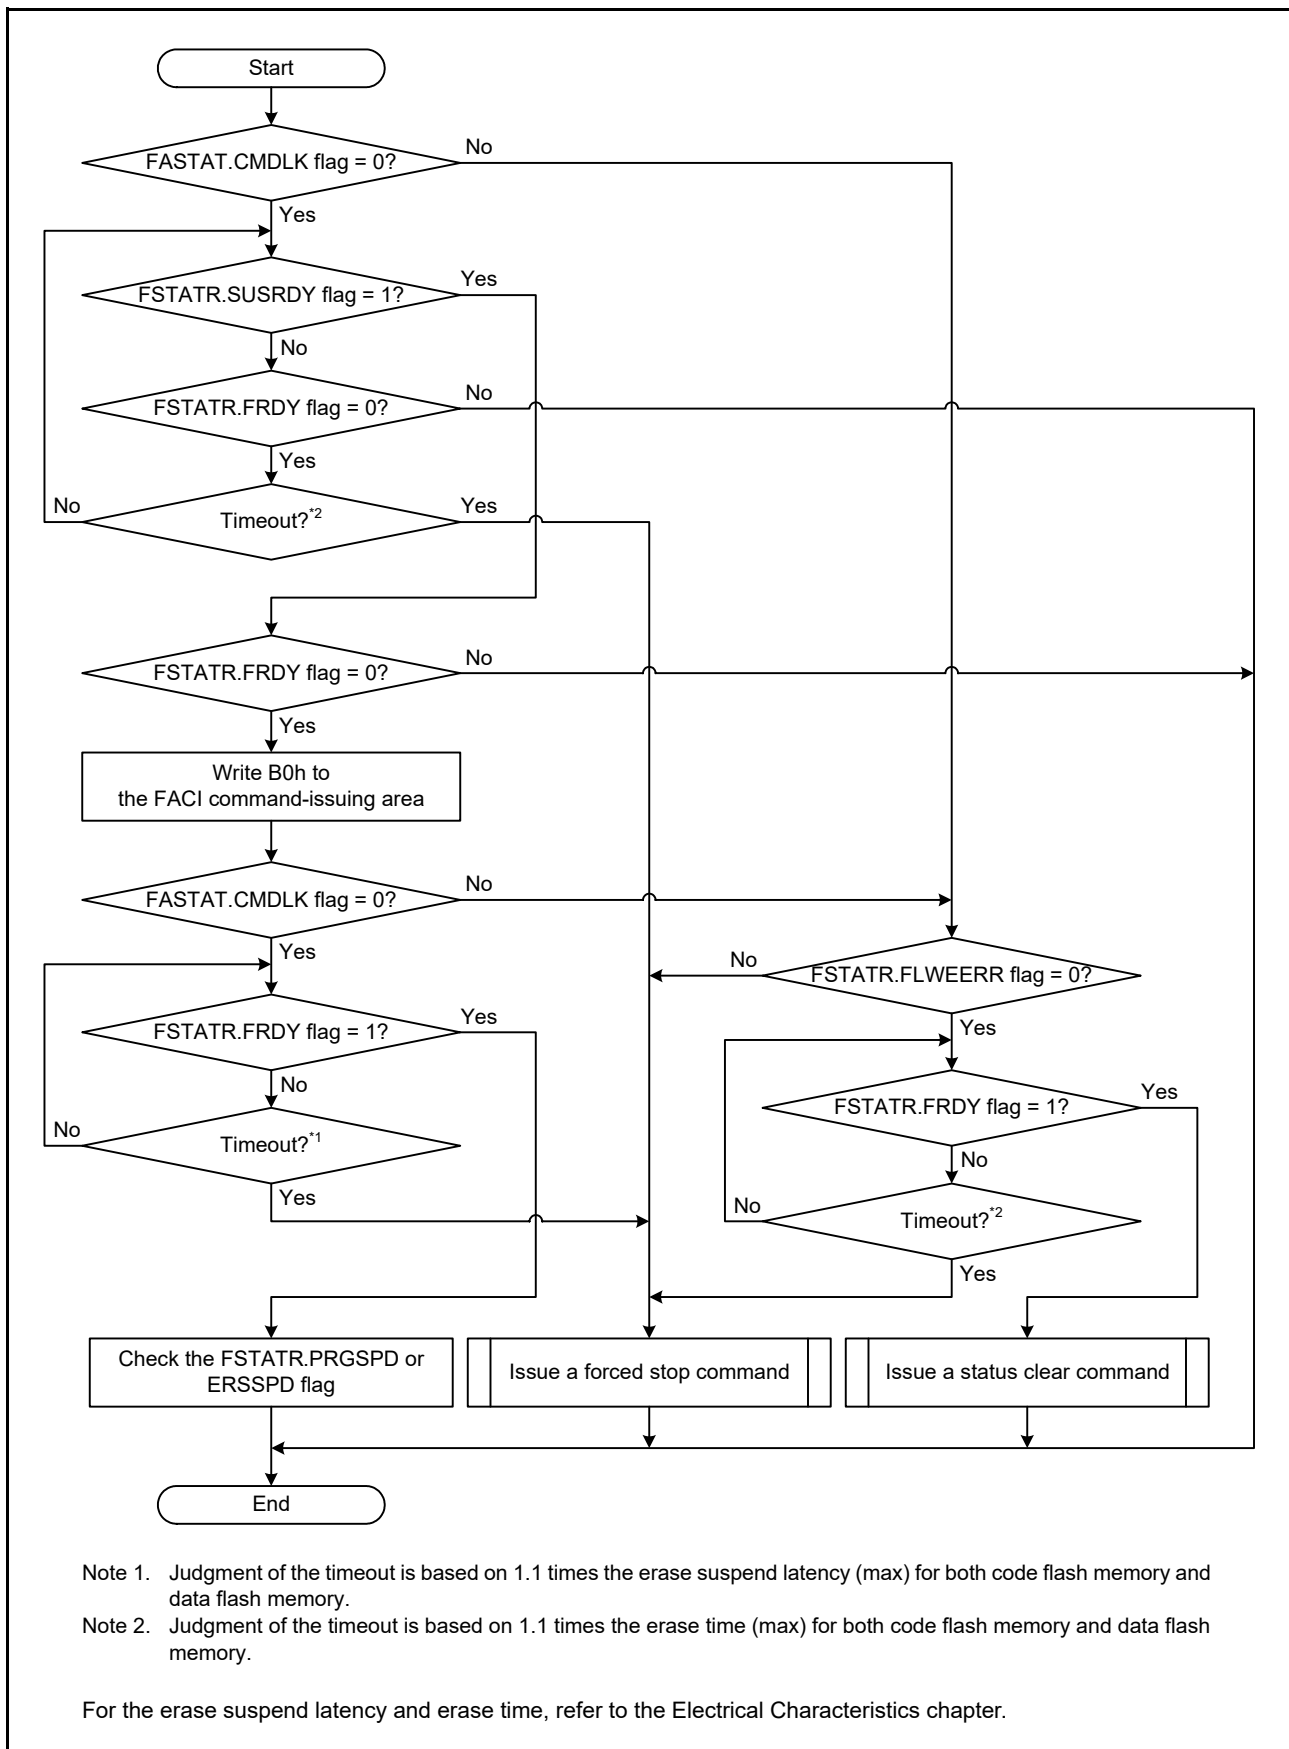 Start
FASTAT.CMDLK flag = 0?
No
Yes
FSTATR.SUSRDY flag = 1?
Yes
No
FSTATR.FRDY flag = 0?
No
Yes
No
Timeout?*2
Yes
FSTATR.FRDY flag = 0?
No
Yes
Write B0h to
the FACI command-issuing area
FASTAT.CMDLK flag = 0?
No
Yes
No
FSTATR.FLWEERR flag = 0?
Yes
FSTATR.FRDY flag = 1?
Yes
No
FSTATR.FRDY flag = 1?
Yes
No
No
Timeout?*1
Yes
No
Timeout?*2
Yes
Check the FSTATR.PRGSPD or
ERSSPD flag
Issue a forced stop command
Issue a status clear command
End
Note 1. Judgment of the timeout is based on 1.1 times the erase suspend latency (max) for both code flash memory and
data flash memory.
Note 2. Judgment of the timeout is based on 1.1 times the erase time (max) for both code flash memory and data flash
memory.
For the erase suspend latency and erase time, refer to the Electrical Characteristics chapter.